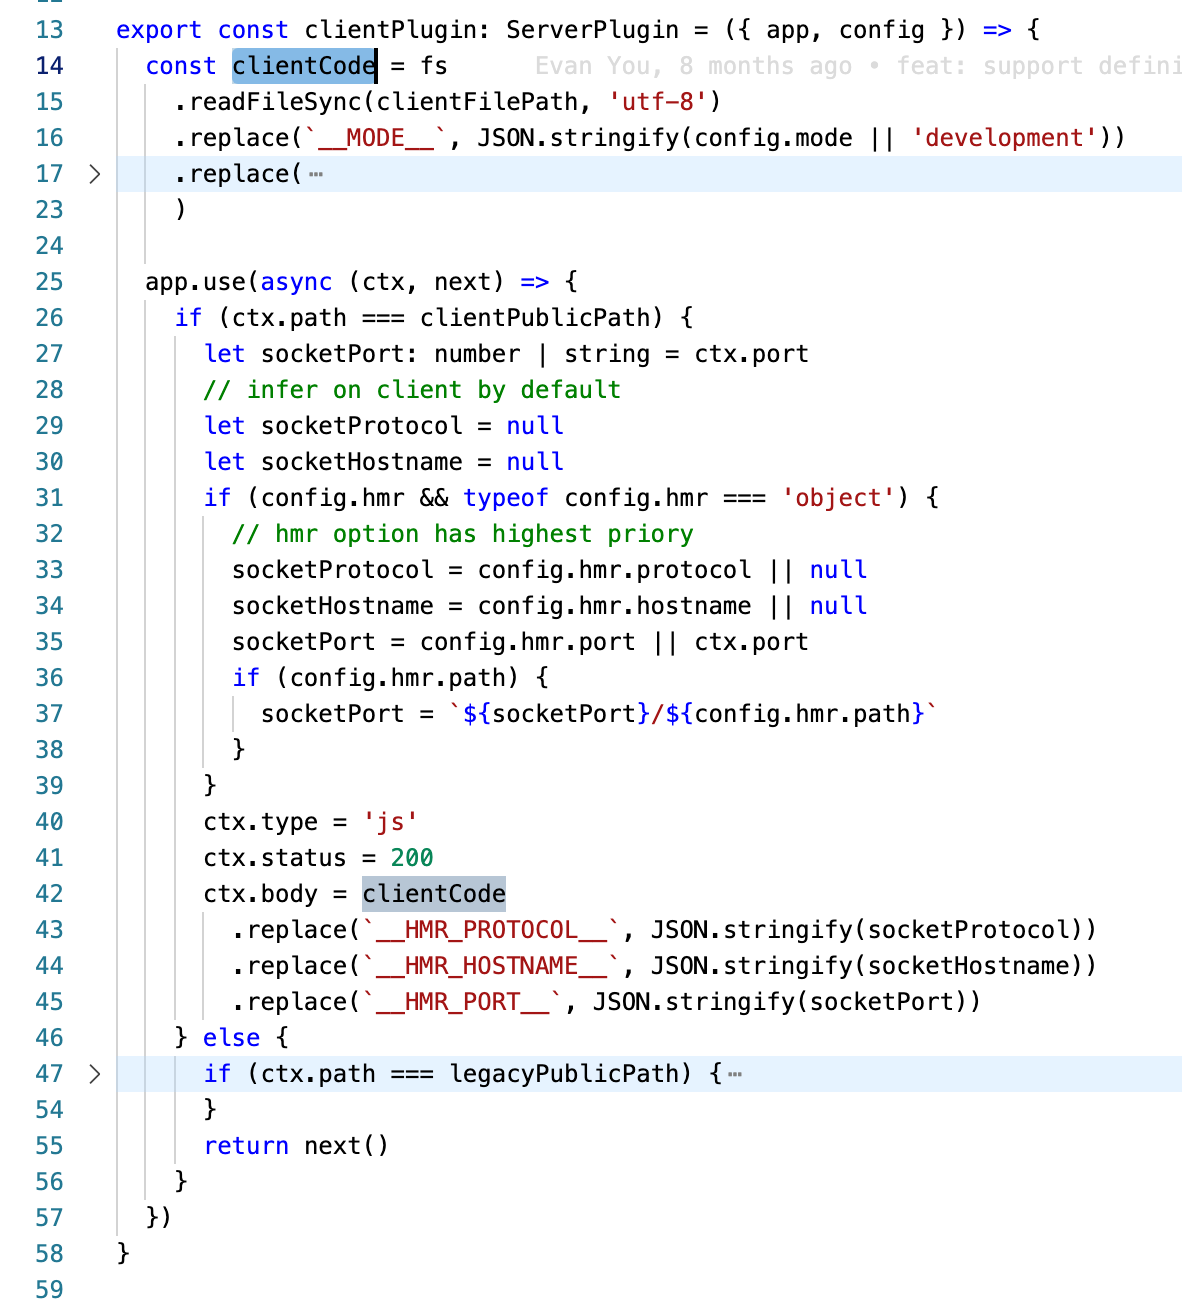 13 export const clientPlugin: ServerPlugin = ({ app, config }) => {
14 const clientCode = fs Evan You, 8 months ago • feat: support defini
15 .readFileSync(clientFilePath, 'utf-8')
16 .replace(`__MODE__`, JSON.stringify(config.mode || 'development'))
17 > .replace( ⋯
23 )
24
25 app.use(async (ctx, next) => {
26 if (ctx.path === clientPublicPath) {
27 let socketPort: number | string = ctx.port
28 // infer on client by default
29 let socketProtocol = null
30 let socketHostname = null
31 if (config.hmr && typeof config.hmr === 'object') {
32 // hmr option has highest priory
33 socketProtocol = config.hmr.protocol || null
34 socketHostname = config.hmr.hostname || null
35 socketPort = config.hmr.port || ctx.port
36 if (config.hmr.path) {
37 socketPort = `${socketPort}/${config.hmr.path}`
38 }
39 }
40 ctx.type = 'js'
41 ctx.status = 200
42 ctx.body = clientCode
43 .replace(`__HMR_PROTOCOL__`, JSON.stringify(socketProtocol))
44 .replace(`__HMR_HOSTNAME__`, JSON.stringify(socketHostname))
45 .replace(`__HMR_PORT__`, JSON.stringify(socketPort))
46 } else {
47 > if (ctx.path === legacyPublicPath) { ⋯
54 }
55 return next()
56 }
57 })
58 }
59